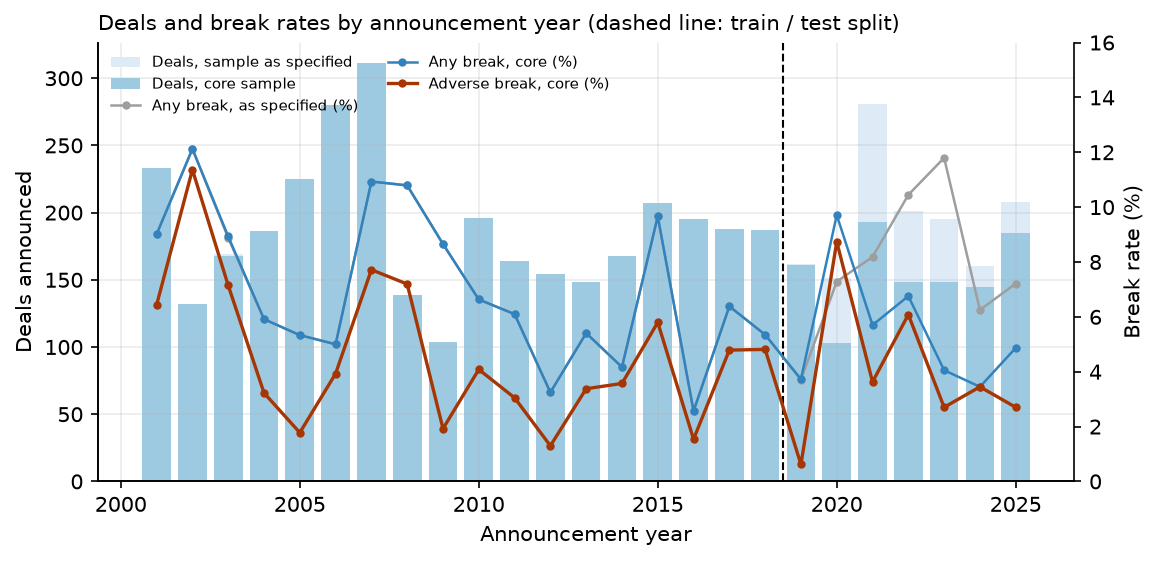 Deals and break rates by announcement year (dashed line: train / test split)
Deals, sample as specified
Deals, core sample
Any break, as specified (%)
Any break, core (%)
Adverse break, core (%)
Deals announced
300
250
200
150
100
50
0
16
14
12
10
8
6
4
2
0
Break rate (%)
2000 2005 2010 2015 2020 2025
Announcement year